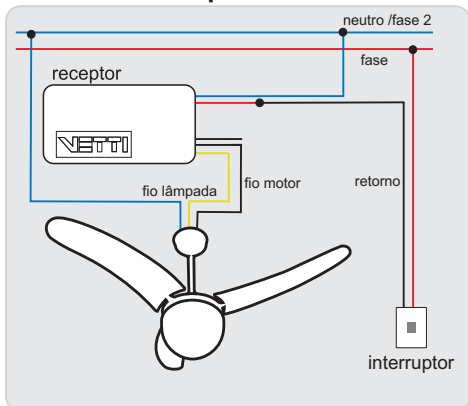 neutro /fase 2
fase
receptor
VETTI
fio lâmpada
fio motor
retorno
interruptor